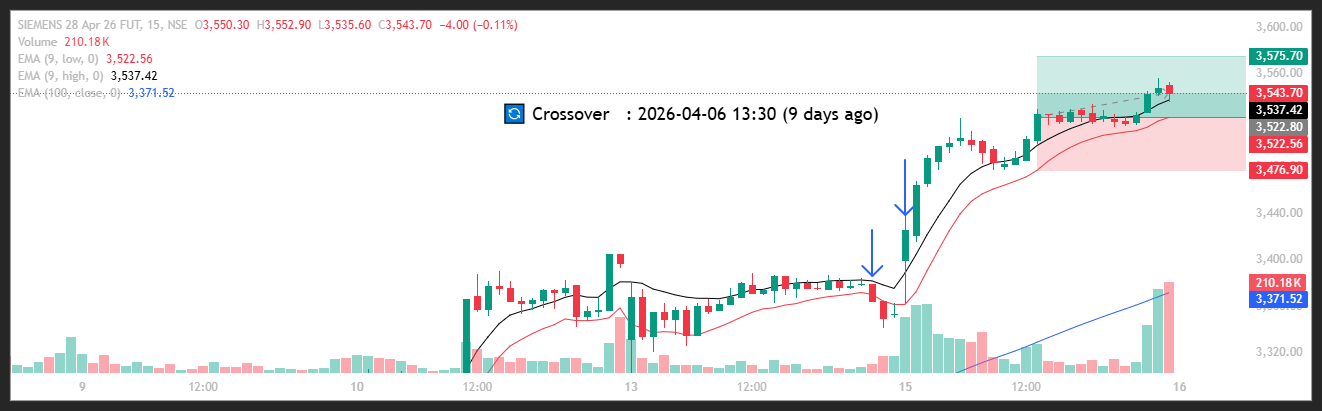 SIEMENS 28 Apr 26 FUT, 15, NSE O3,550.30 H3,552.90 L3,535.60 C3,543.70 −4.00 (−0.11%)
Volume 210.18K
EMA (9, low, 0) 3,522.56
EMA (9, high, 0) 3,537.42
EMA (100, close, 0) 3,371.52
Crossover : 2026-04-06 13:30 (9 days ago)
3,600.00
3,575.70
3,560.00
3,543.70
3,537.42
3,522.80
3,522.56
3,476.90
3,440.00
3,400.00
210.18K
3,371.52
3,320.00
9 12:00 10 12:00 13 12:00 15 12:00 16